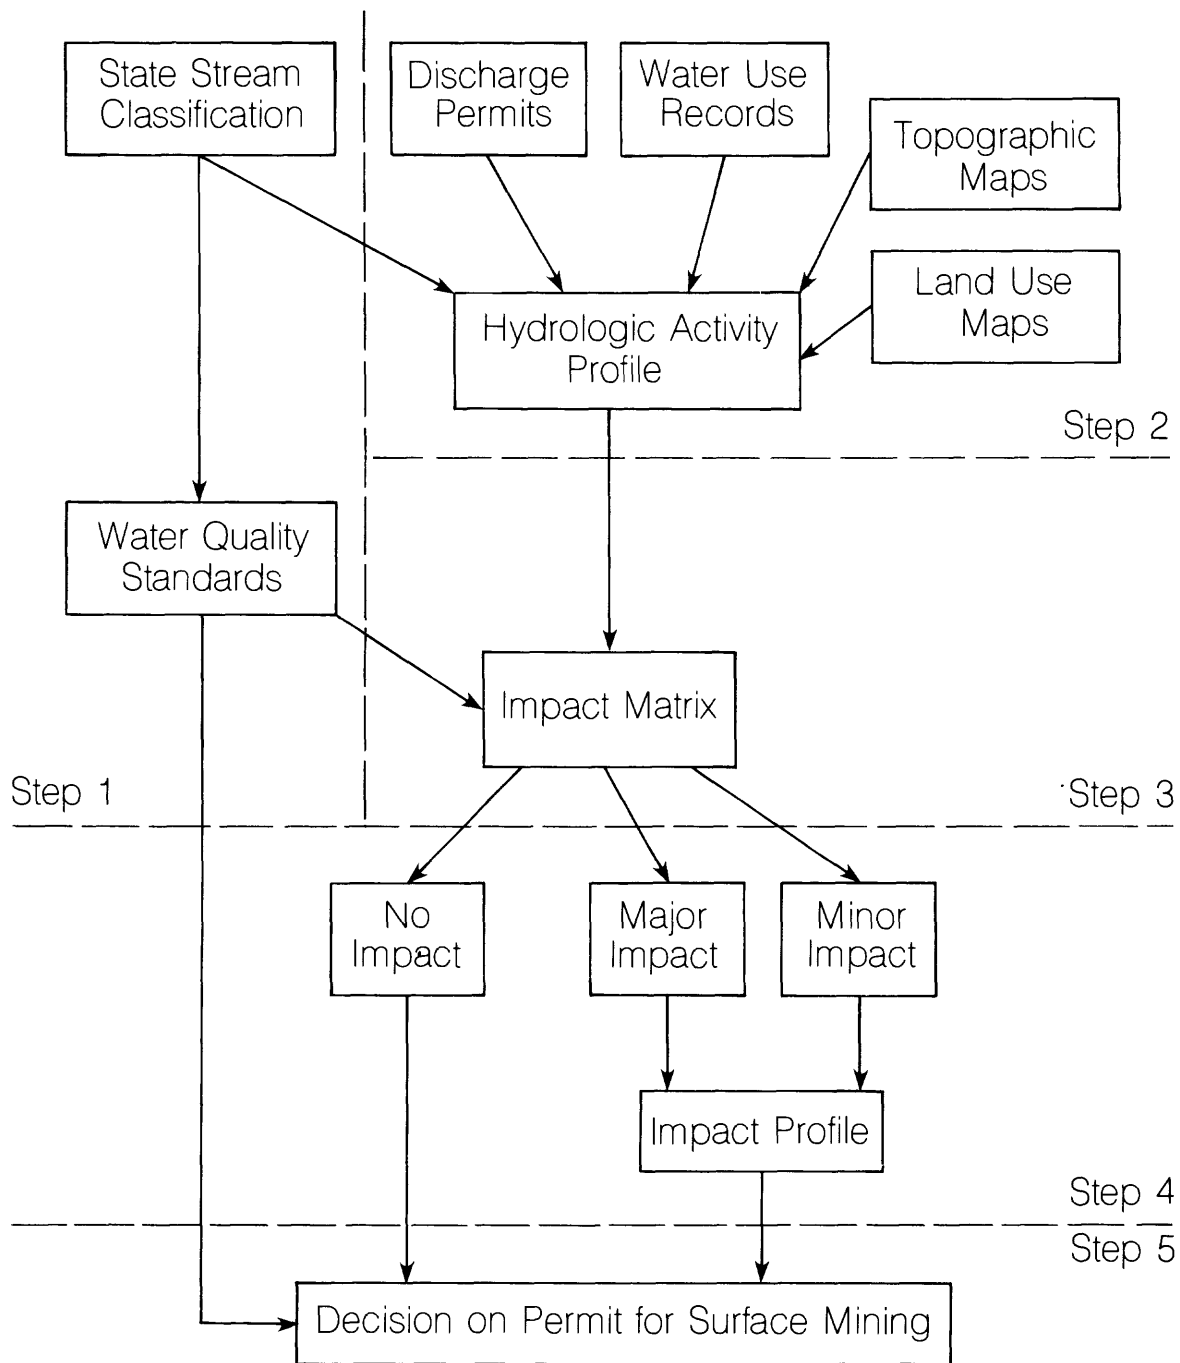 State Stream
Classification
Discharge
Permits
Water Use
Records
Topographic
Maps
Land Use
Maps
Hydrologic Activity
Profile
Step 2
Water Quality
Standards
Impact Matrix
Step 1
Step 3
No
Impact
Major
Impact
Minor
Impact
Impact Profile
Step 4
Step 5
Decision on Permit for Surface Mining